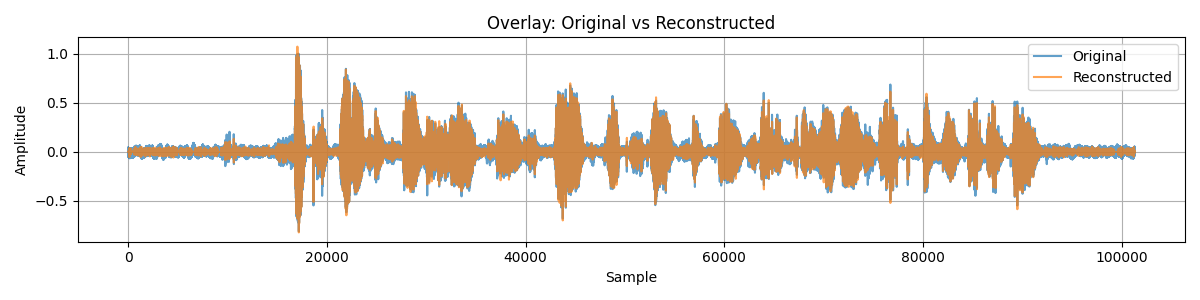 Overlay: Original vs Reconstructed
Original
Reconstructed
1.0
0.5
0.0
−0.5
Amplitude
0
20000
40000
60000
80000
100000
Sample